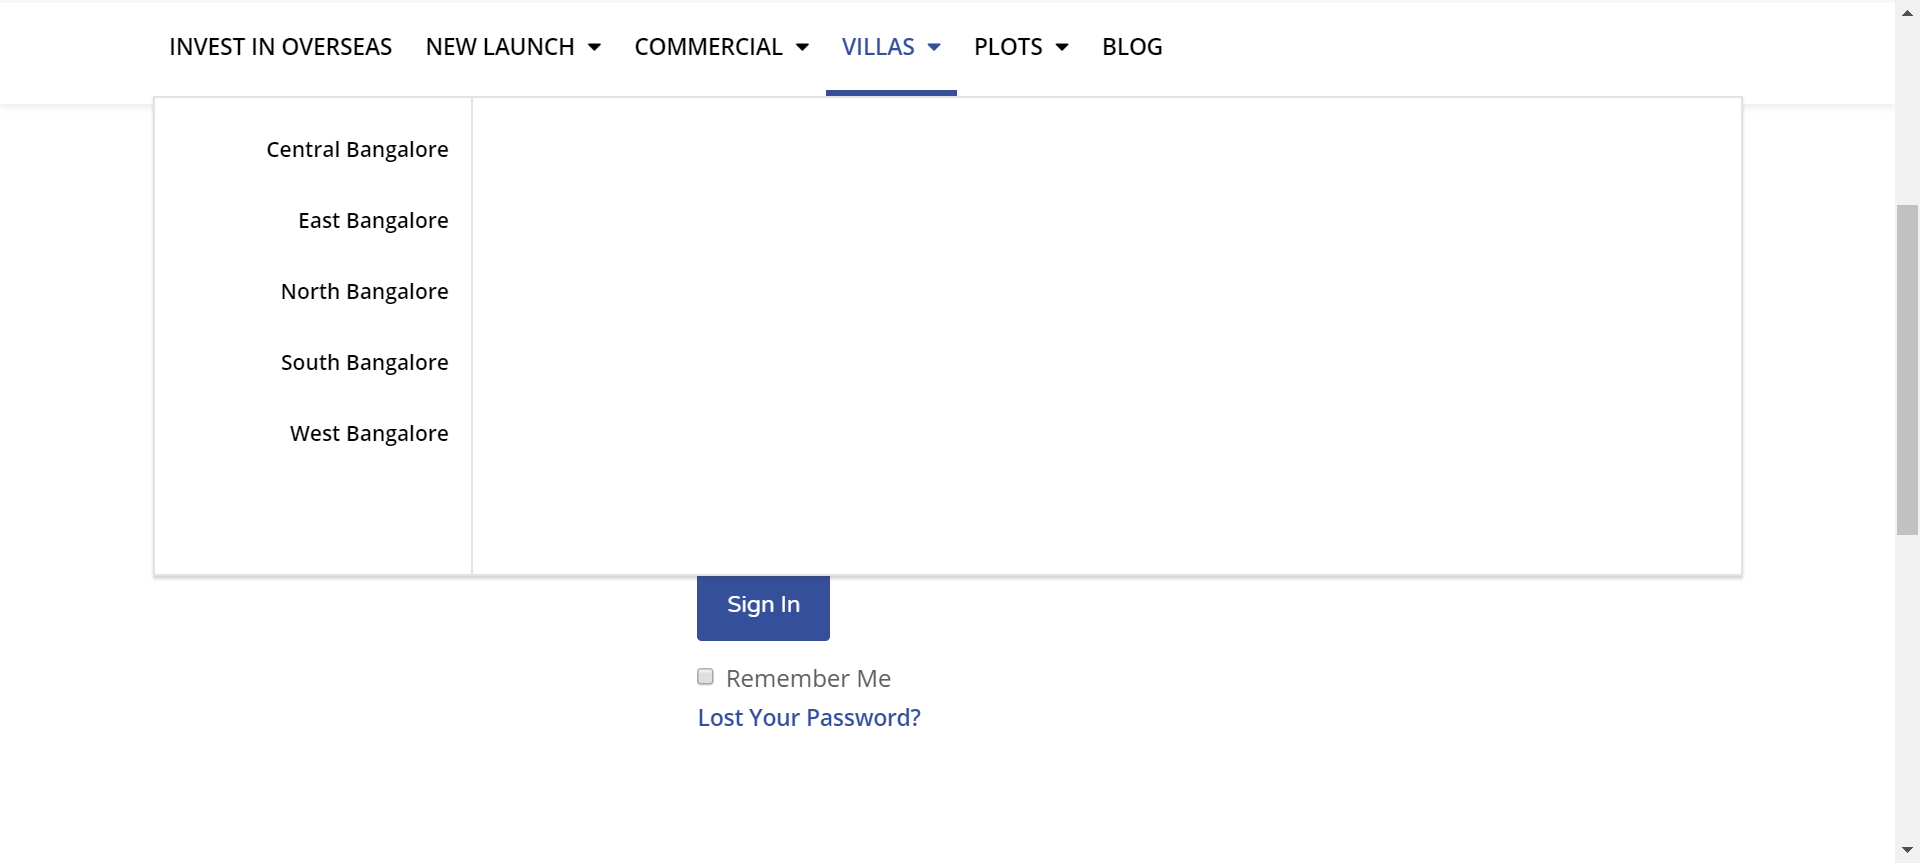 INVEST IN OVERSEAS NEW LAUNCH COMMERCIAL VILLAS PLOTS BLOG
Central Bangalore
East Bangalore
North Bangalore
South Bangalore
West Bangalore
Sign In
Remember Me
Lost Your Password?